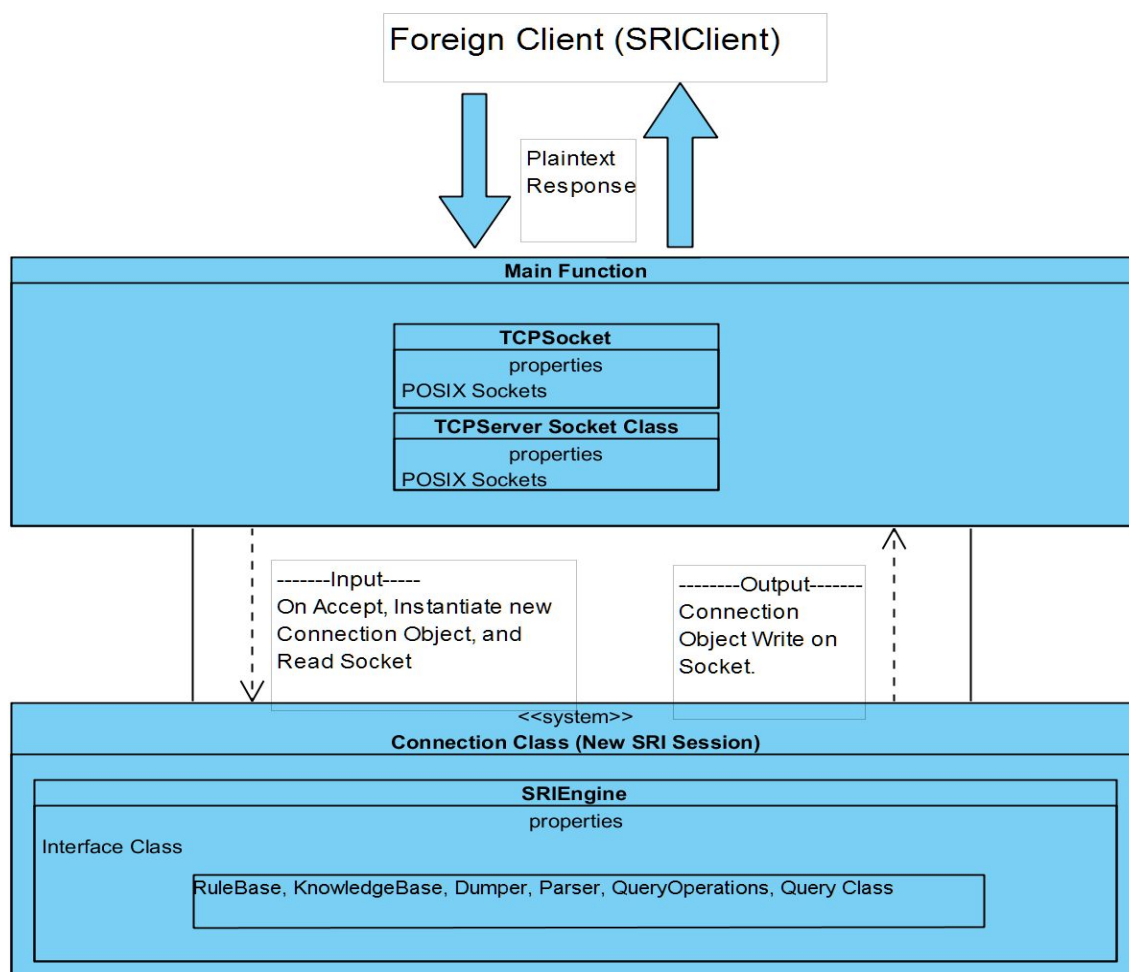 Foreign Client (SRIClient)
Plaintext
Response
Main Function
TCPSocket
properties
POSIX Sockets
TCPServer Socket Class
properties
POSIX Sockets
-------Input-----
On Accept, Instantiate new
Connection Object, and
Read Socket
--------Output-------
Connection
Object Write on
Socket.
<<system>>
Connection Class (New SRI Session)
SRIEngine
properties
Interface Class
RuleBase, KnowledgeBase, Dumper, Parser, QueryOperations, Query Class